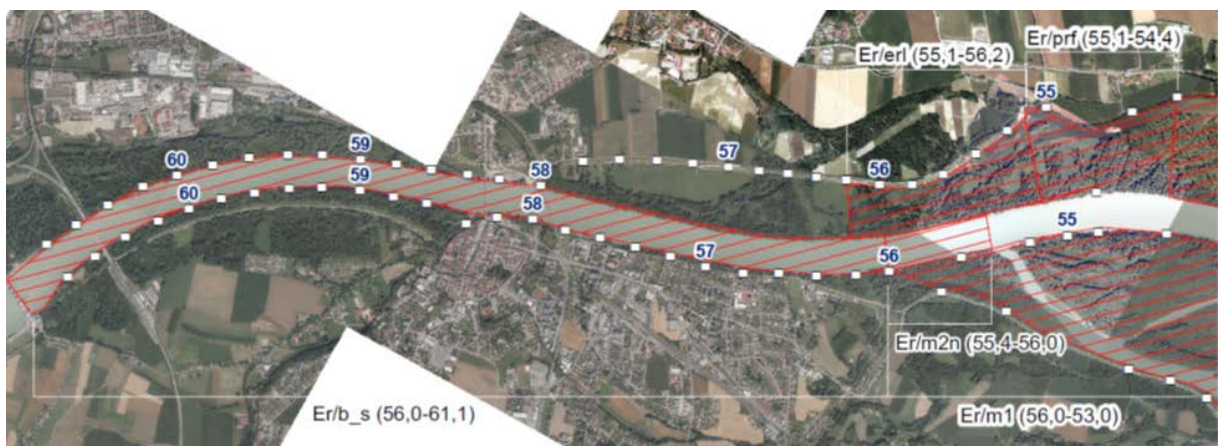 Er/erl (55,1-56,2)
Er/prf (55,1-54,4)
55
59
60
58
57
56
59
60
58
57
56
55
Er/m2n (55,4-56,0)
Er/b_s (56,0-61,1)
Er/m1 (56,0-53,0)